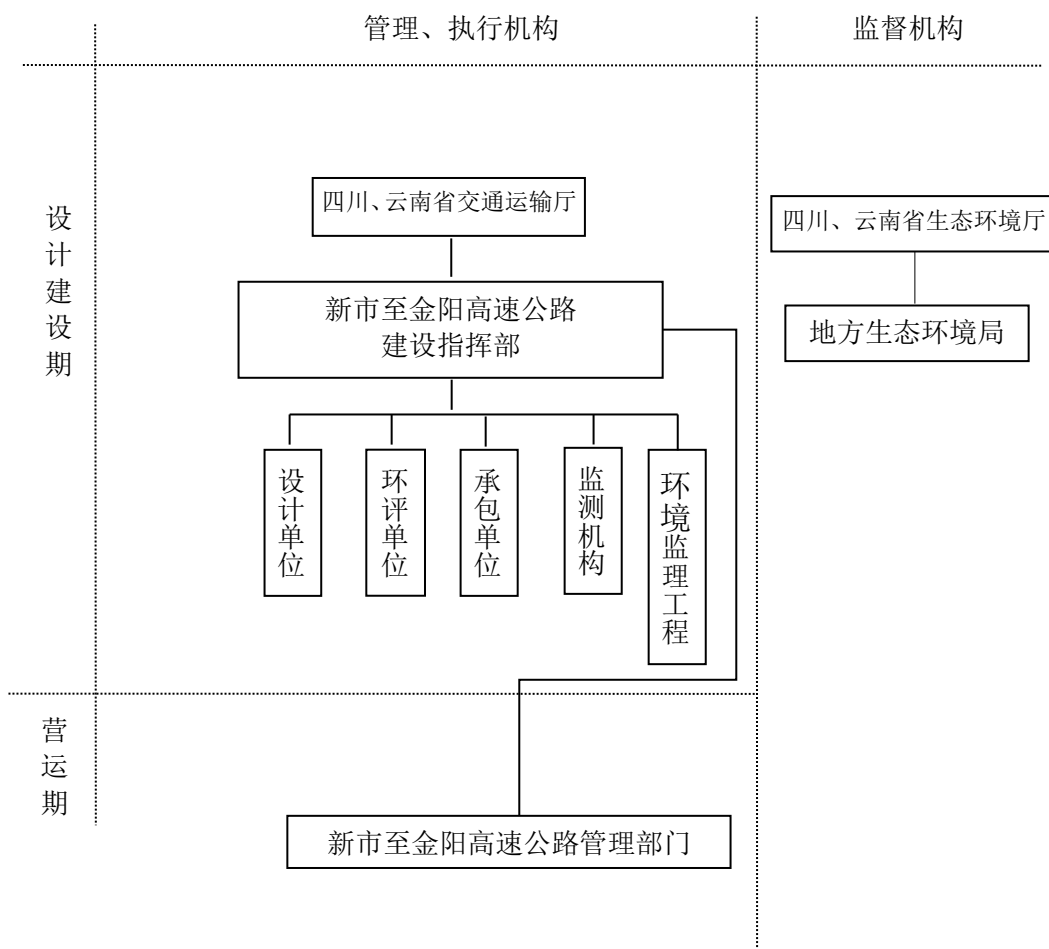 管理、执行机构
监督机构
设计建设期
四川、云南省交通运输厅
四川、云南省生态环境厅
新市至金阳高速公路
建设指挥部
地方生态环境局
设计单位
环评单位
承包单位
监测机构
环境监理工程
营运期
新市至金阳高速公路管理部门